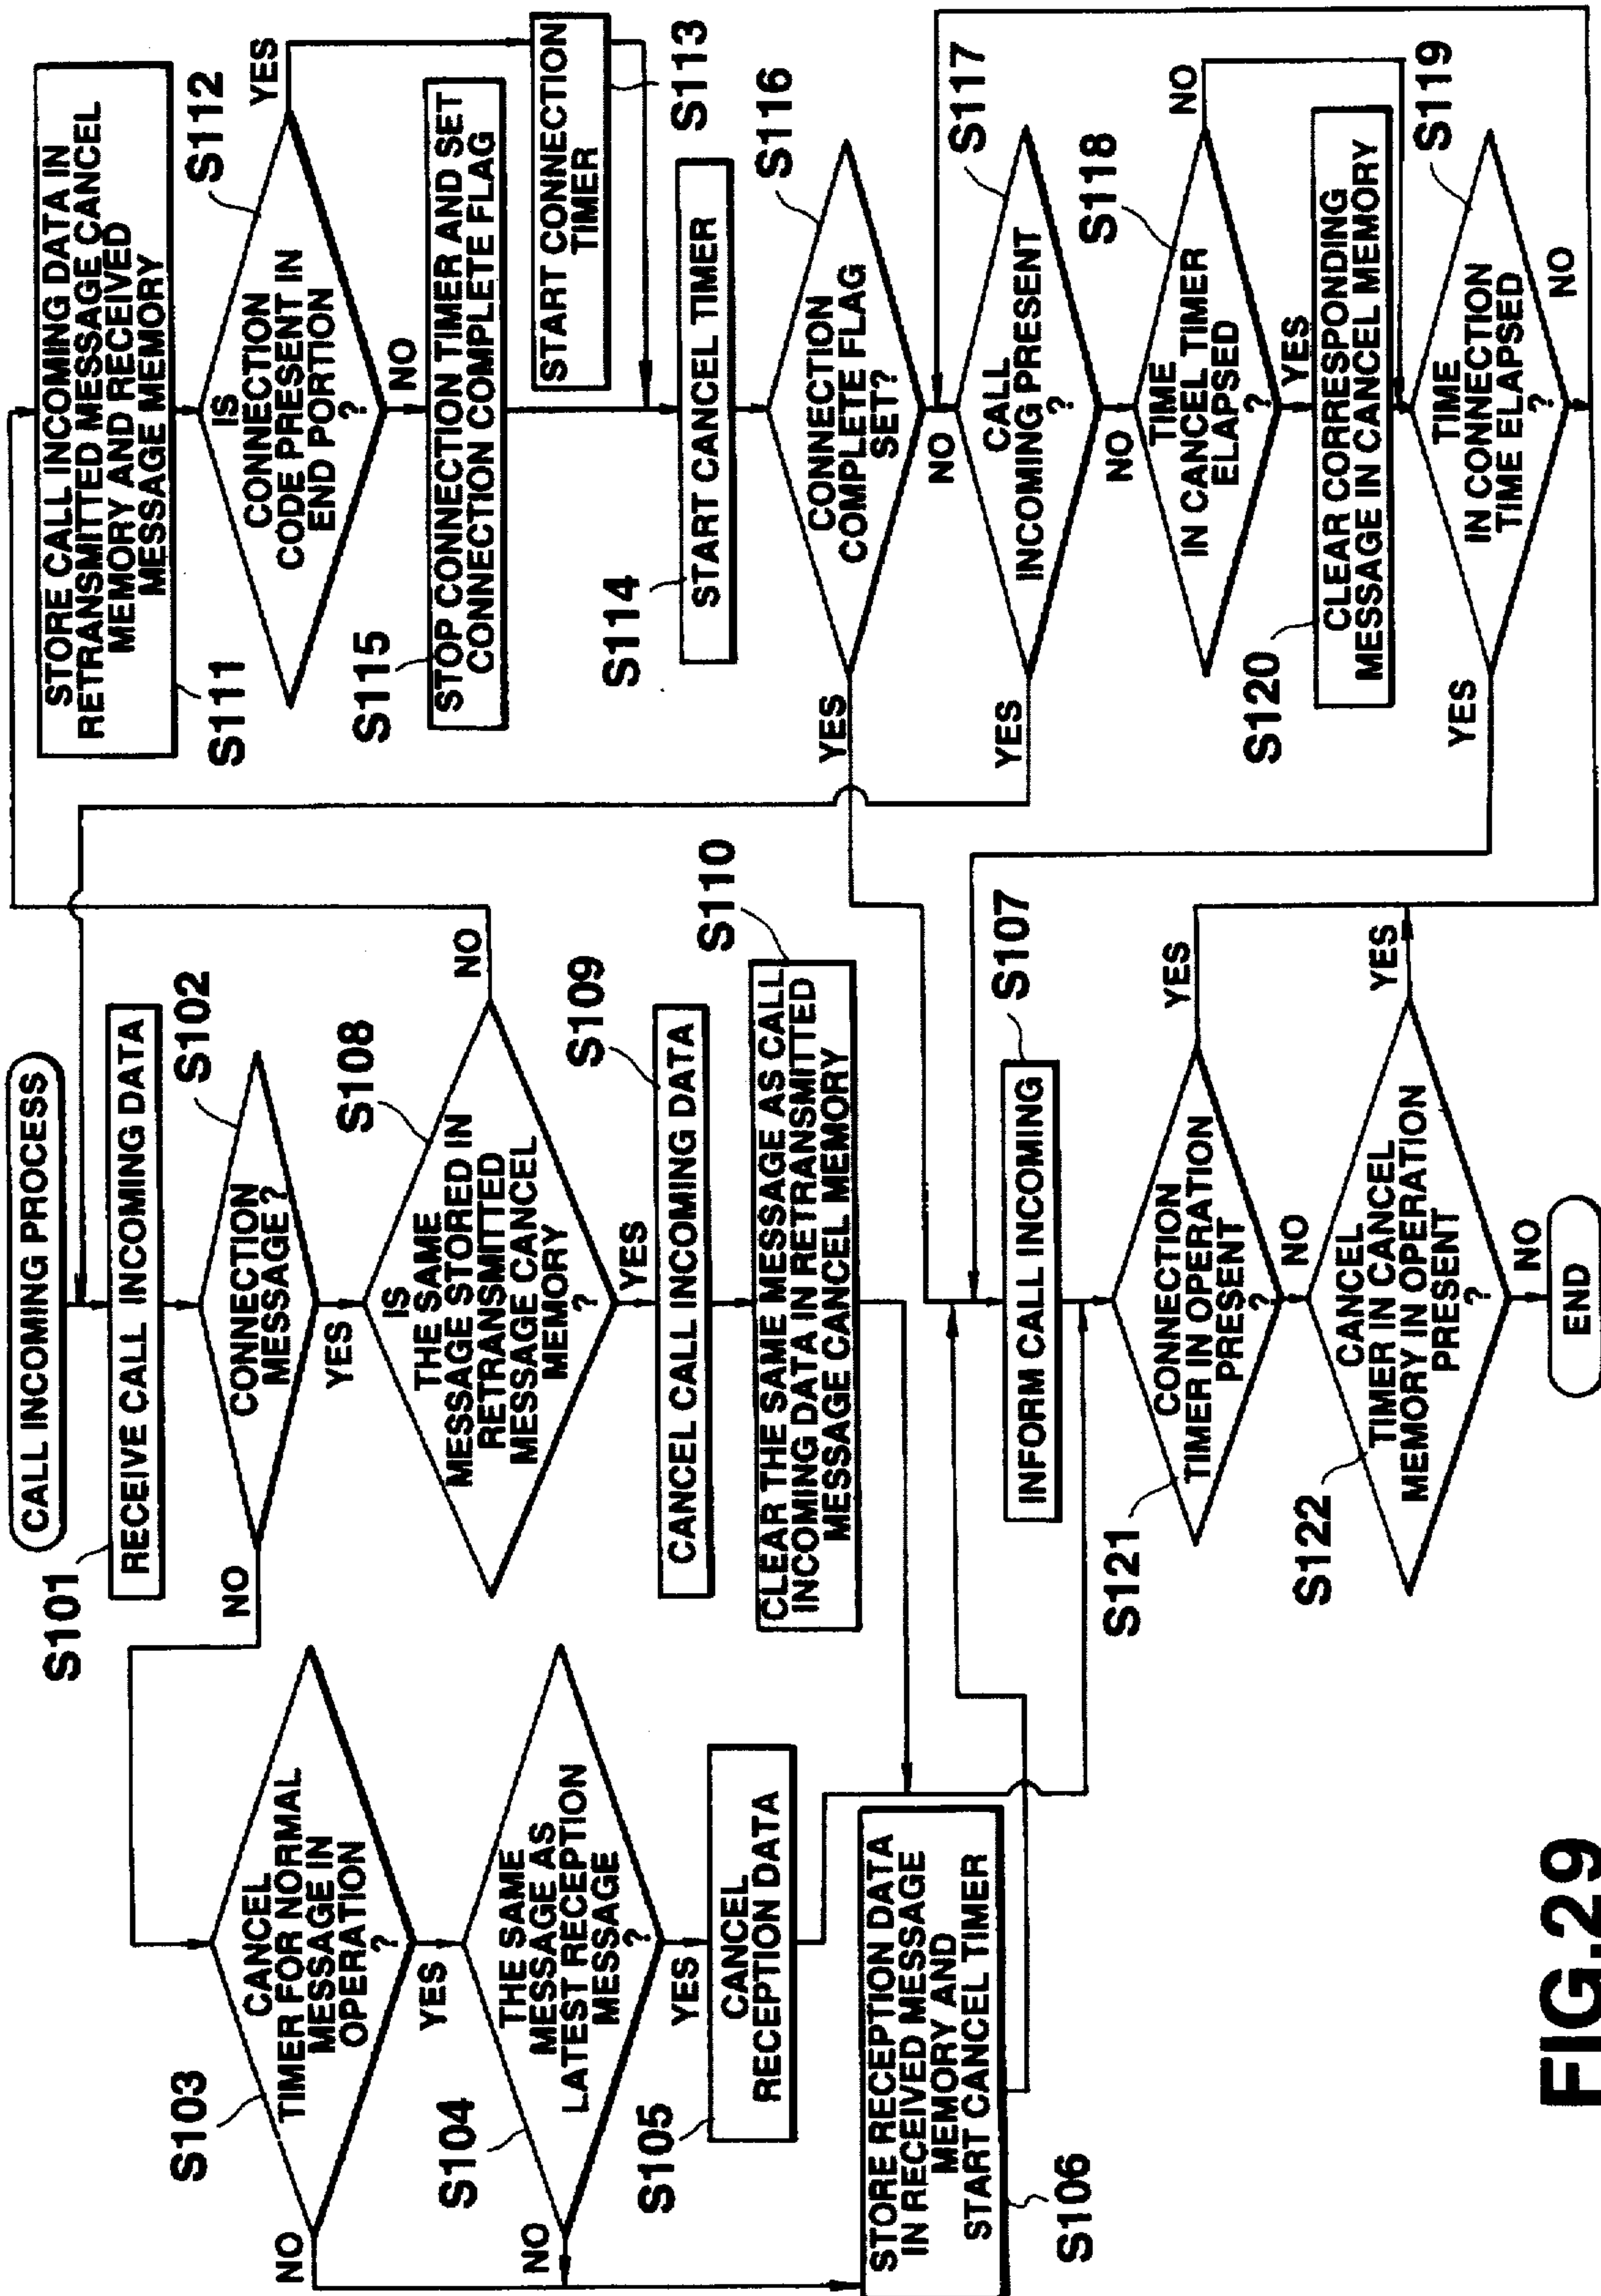 CALL INCOMING PROCESS
S101
RECEIVE CALL INCOMING DATA
S102
CONNECTION
MESSAGE?
NO
YES
S103
CANCEL
TIMER FOR NORMAL
MESSAGE IN
OPERATION
?
NO
YES
S104
THE SAME
MESSAGE AS
LATEST RECEPTION
MESSAGE
?
NO
YES
S105
CANCEL
RECEPTION DATA
STORE RECEPTION DATA
IN RECEIVED MESSAGE
MEMORY AND
START CANCEL TIMER
S106
S108
IS
THE SAME
MESSAGE STORED IN
RETRANSMITTED
MESSAGE CANCEL
MEMORY
?
NO
YES
S109
CANCEL CALL INCOMING DATA
S110
CLEAR THE SAME MESSAGE AS CALL
INCOMING DATA IN RETRANSMITTED
MESSAGE CANCEL MEMORY
S107
INFORM CALL INCOMING
S121
CONNECTION
TIMER IN OPERATION
PRESENT
?
YES
NO
S122
CANCEL
TIMER IN CANCEL
MEMORY IN OPERATION
PRESENT
?
YES
NO
END
STORE CALL INCOMING DATA IN
RETRANSMITTED MESSAGE CANCEL
MEMORY AND RECEIVED
MESSAGE MEMORY
S111
S112
IS
CONNECTION
CODE PRESENT IN
END PORTION
?
YES
NO
S115
STOP CONNECTION TIMER AND SET
CONNECTION COMPLETE FLAG
START CONNECTION
TIMER
S113
S114
START CANCEL TIMER
S116
CONNECTION
COMPLETE FLAG
SET?
YES
NO
S117
CALL
INCOMING PRESENT
?
YES
NO
S118
TIME
IN CANCEL TIMER
ELAPSED
?
NO
YES
S120
CLEAR CORRESPONDING
MESSAGE IN CANCEL MEMORY
S119
TIME
IN CONNECTION
TIME ELAPSED
?
YES
NO
FIG.29